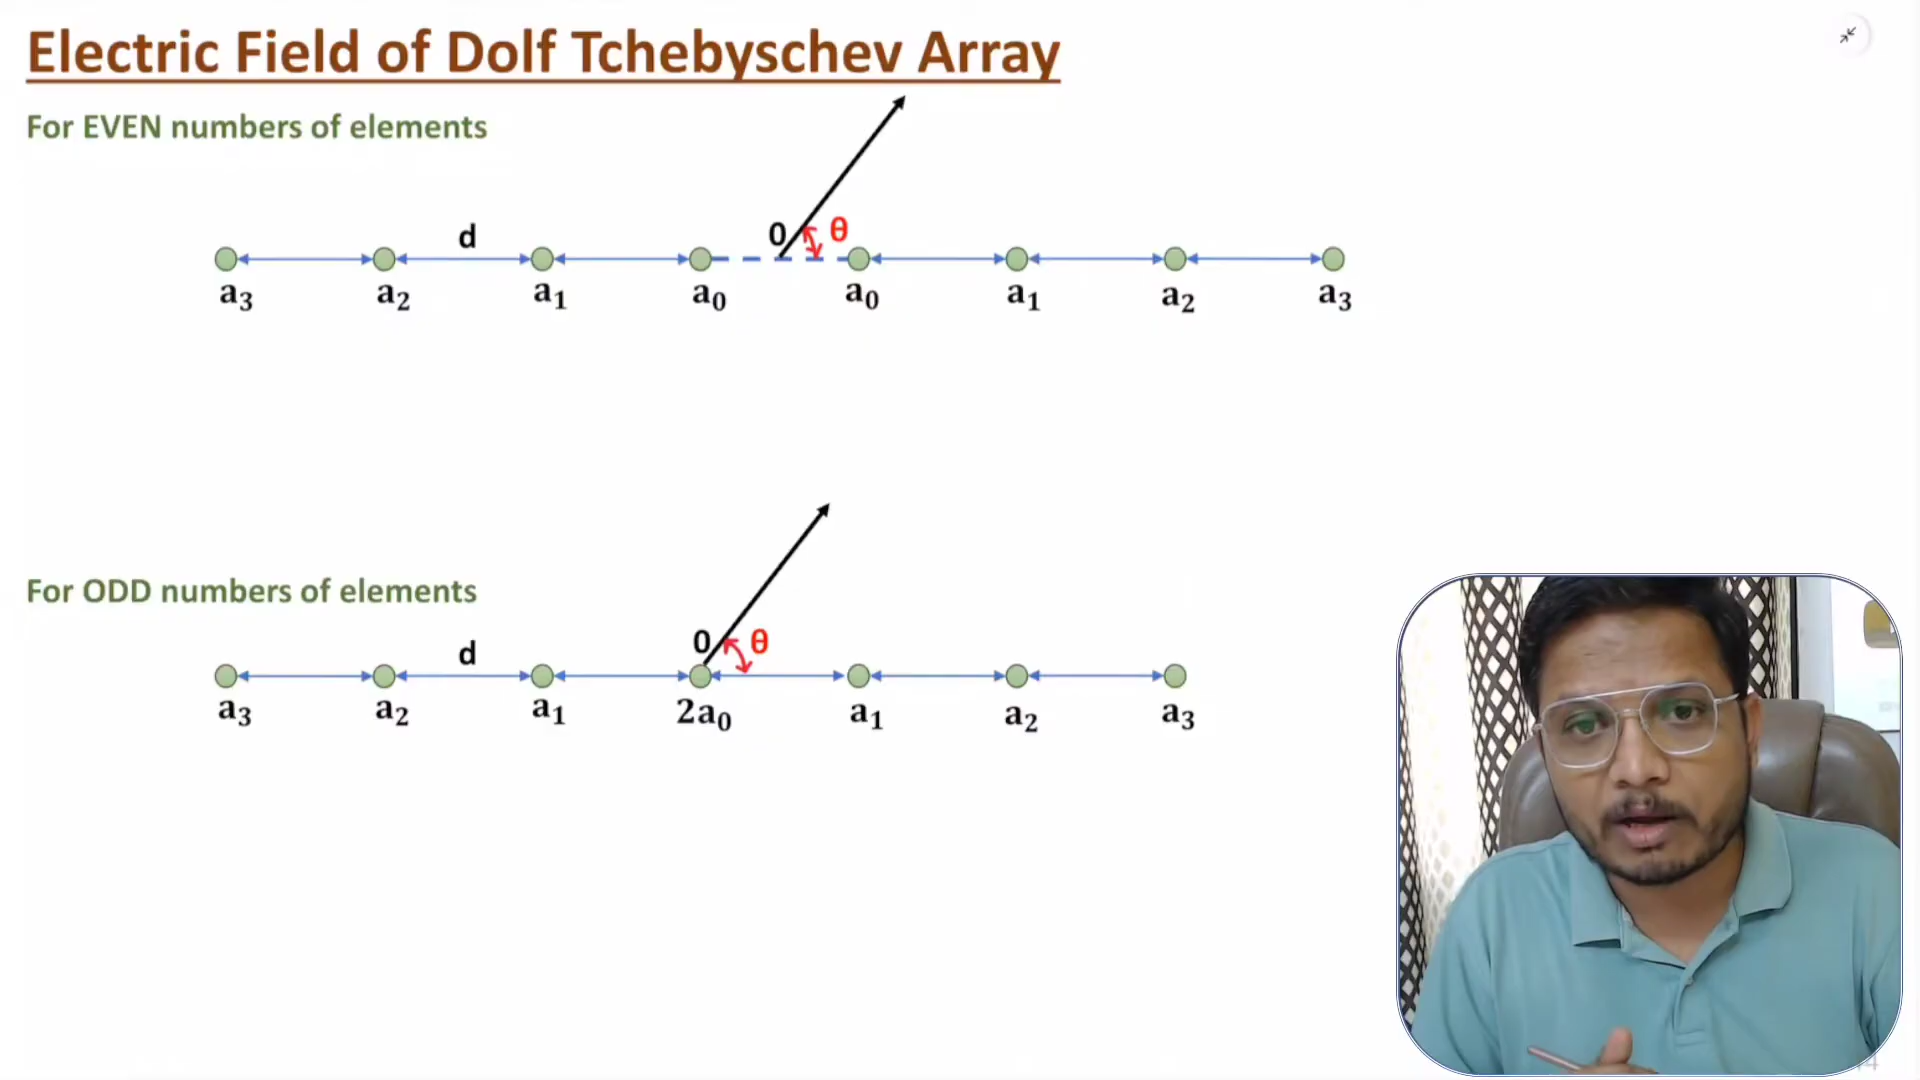 Electric Field of Dolf Tchebyschev Array
For EVEN numbers of elements
d 0 θ
a₃ a₂ a₁ a₀ a₀ a₁ a₂ a₃
For ODD numbers of elements
d 0 θ
a₃ a₂ a₁ 2a₀ a₁ a₂ a₃